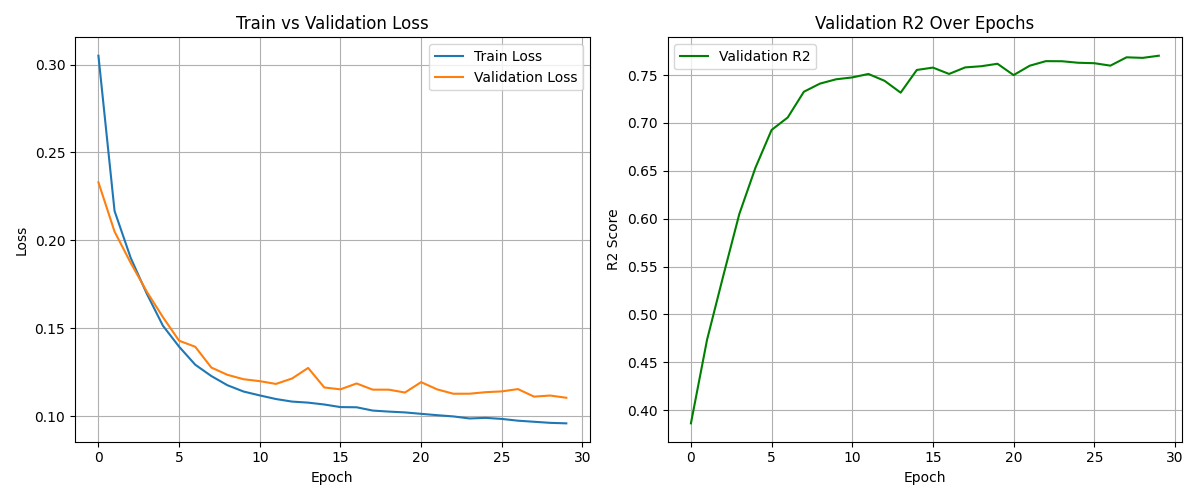 Train vs Validation Loss
Train Loss
Validation Loss
Loss
0.30
0.25
0.20
0.15
0.10
0 5 10 15 20 25 30
Epoch
Validation R2 Over Epochs
Validation R2
R2 Score
0.75
0.70
0.65
0.60
0.55
0.50
0.45
0.40
0 5 10 15 20 25 30
Epoch